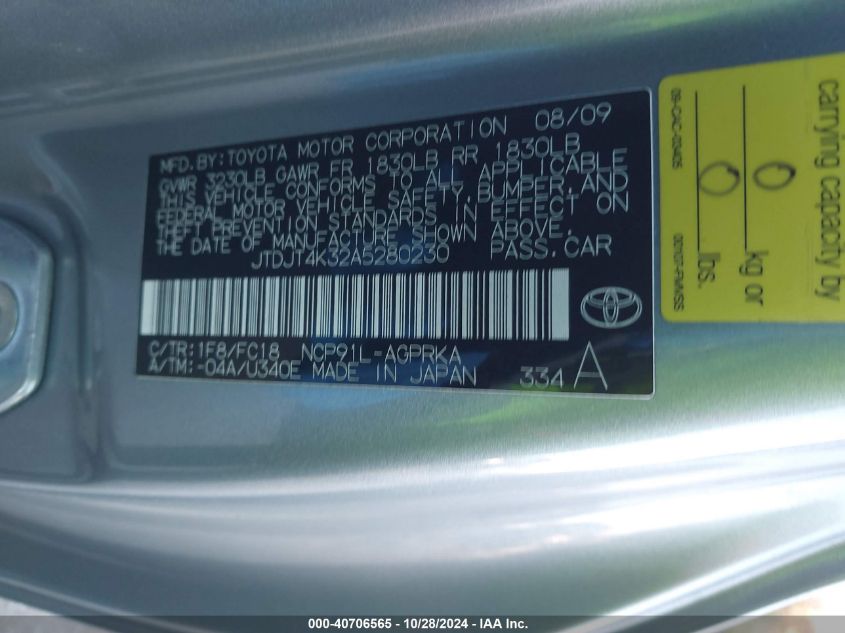 MFD. BY: TOYOTA MOTOR CORPORATION 08/09
GVWR 3230LB GAWR FR 1830LB RR 1830LB
THIS VEHICLE CONFORMS TO ALL APPLICABLE
FEDERAL MOTOR VEHICLE SAFETY, BUMPER, AND
THEFT PREVENTION STANDARDS IN EFFECT ON
THE DATE OF MANUFACTURE SHOWN ABOVE.
JTDJT4K32A5280230 PASS. CAR
C/TR: 1F8/FC18 NCP91L-AGPRKA
A/TM: -04A/U340E MADE IN JAPAN 334 A
carrying capacity by
0 kg or
0 lbs.
00107-FMVSS
000-40706565 - 10/28/2024 - IAA Inc.